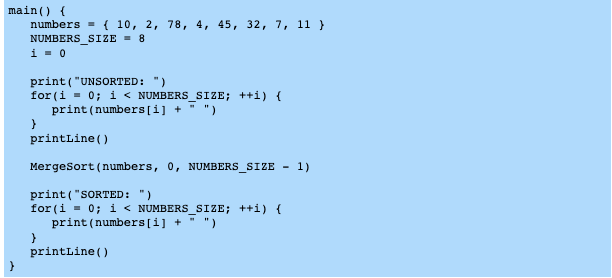 main() {
   numbers = { 10, 2, 78, 4, 45, 32, 7, 11 }
   NUMBERS_SIZE = 8
   i = 0

   print("UNSORTED: ")
   for(i = 0; i < NUMBERS_SIZE; ++i) {
      print(numbers[i] + " ")
   }
   printLine()

   MergeSort(numbers, 0, NUMBERS_SIZE - 1)

   print("SORTED: ")
   for(i = 0; i < NUMBERS_SIZE; ++i) {
      print(numbers[i] + " ")
   }
   printLine()
}